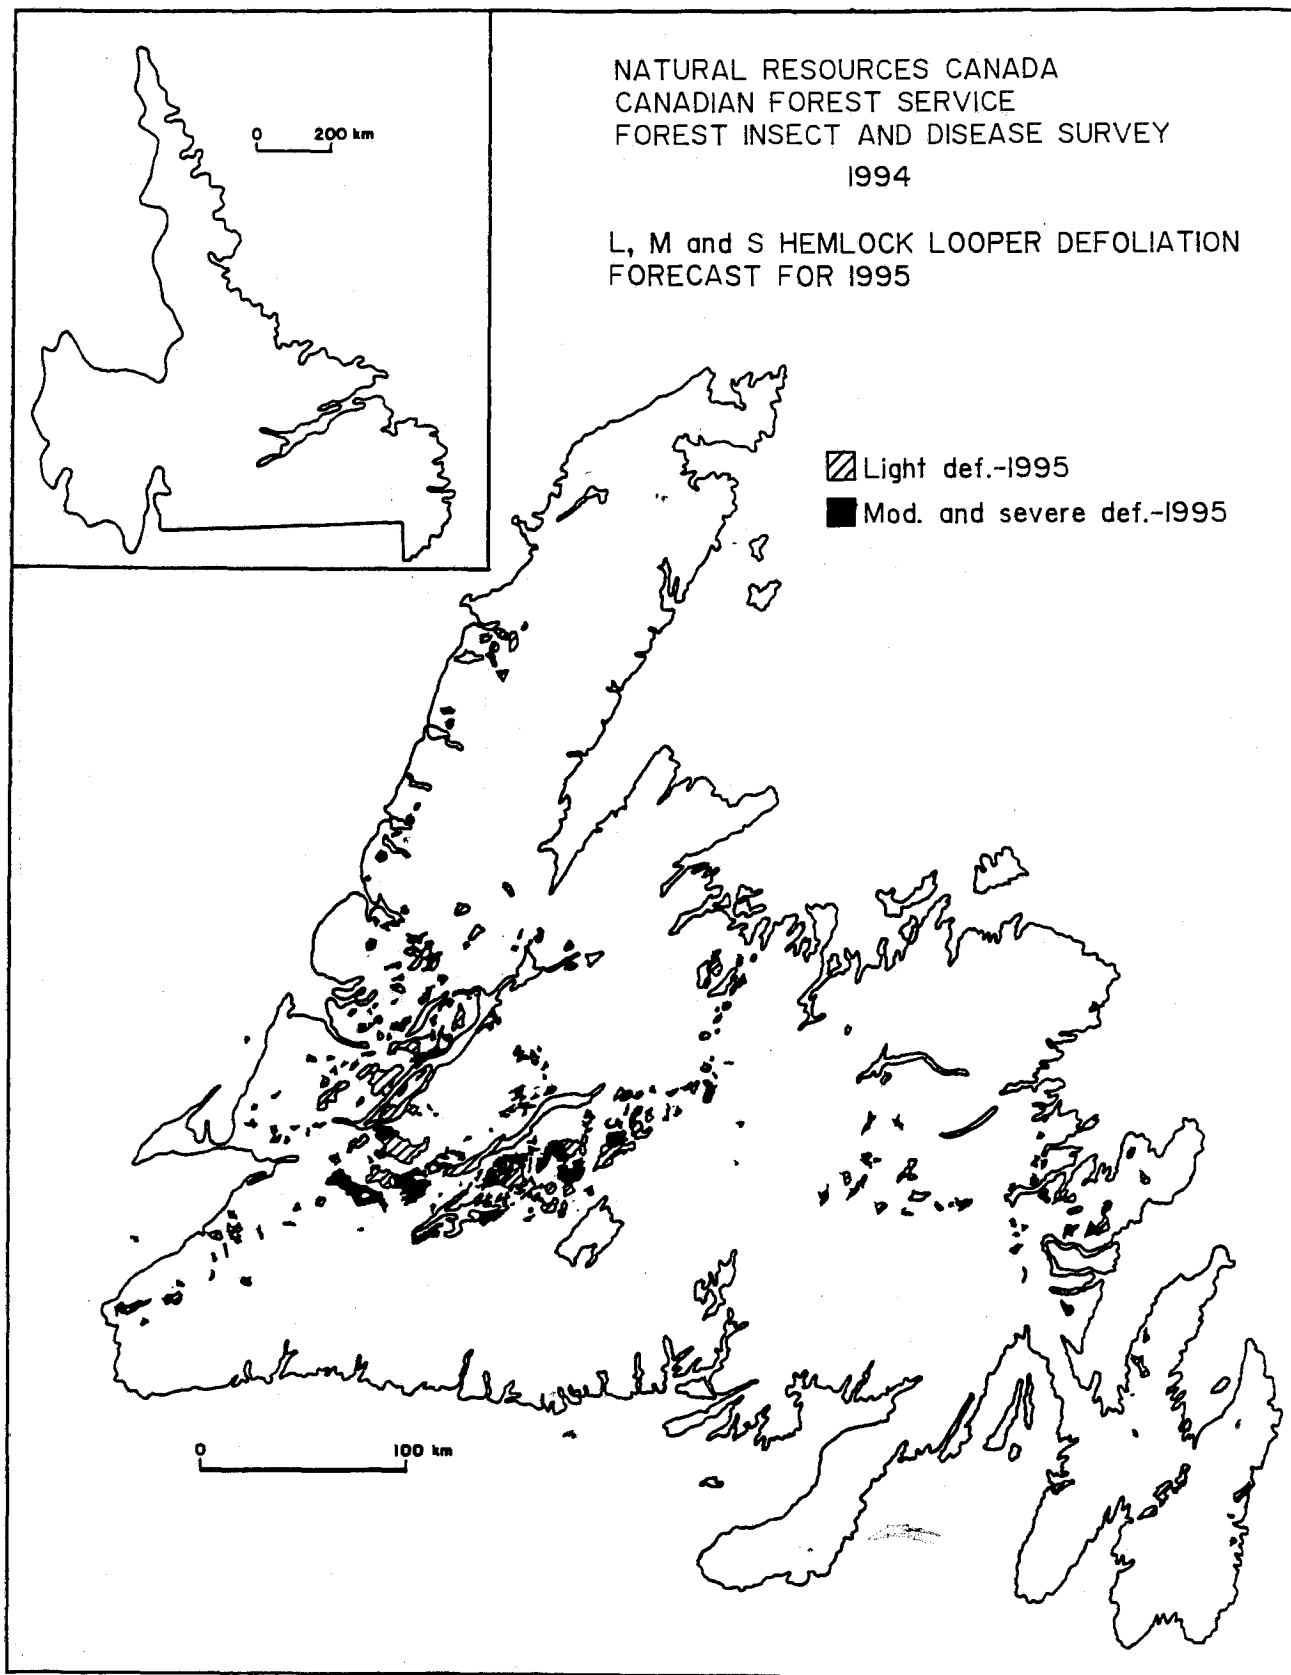 NATURAL RESOURCES CANADA
CANADIAN FOREST SERVICE
FOREST INSECT AND DISEASE SURVEY
1994
0 200 km
L, M and S HEMLOCK LOOPER DEFOLIATION
FORECAST FOR 1995
Light def.-1995
Mod. and severe def.-1995
0 100 km